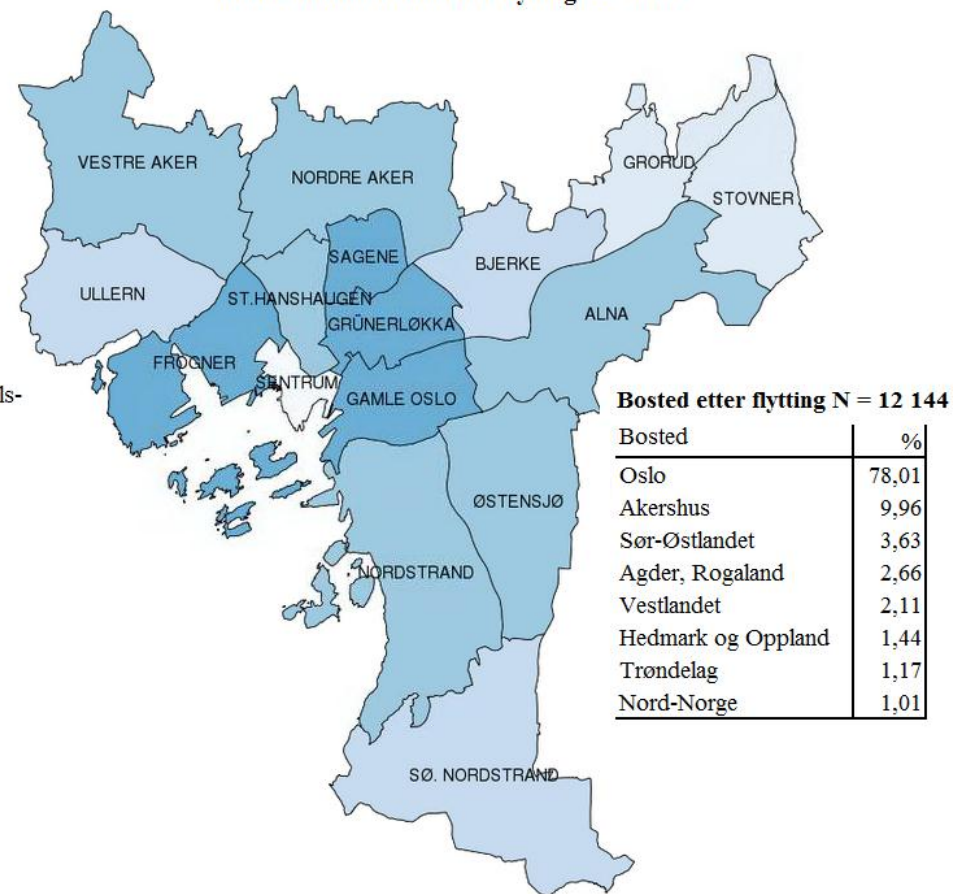 VESTRE AKER
NORDRE AKER
GRORUD
STOVNER
SAGENE
BJERKE
ULLERN
ST.HANSHAUGEN
ALNA
GRÜNERLØKKA
FROGNER
SENTRUM
GAMLE OSLO
ls-
ØSTENSJØ
NORDSTRAND
SØ. NORDSTRAND
Bosted etter flytting N = 12 144
Bosted %
Oslo 78,01
Akershus 9,96
Sør-Østlandet 3,63
Agder, Rogaland 2,66
Vestlandet 2,11
Hedmark og Oppland 1,44
Trøndelag 1,17
Nord-Norge 1,01